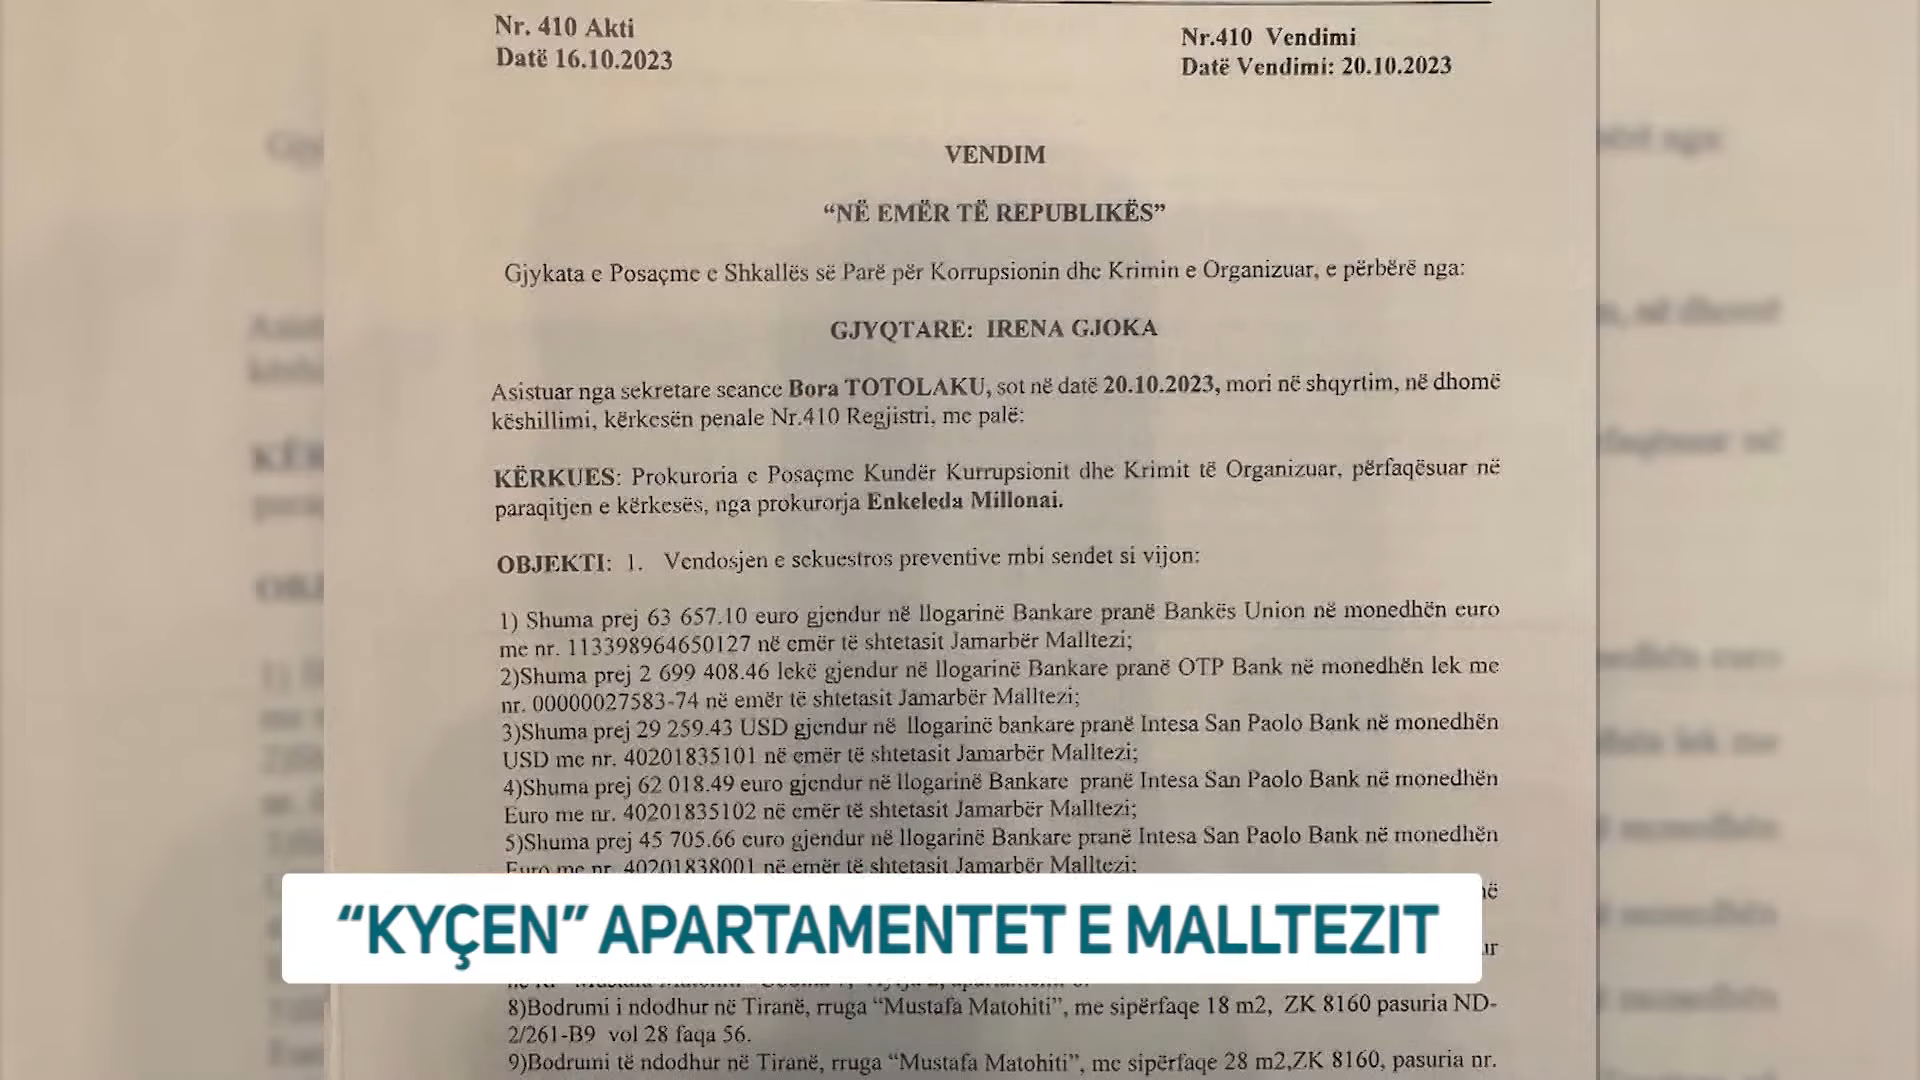 Nr. 410 Akti
Datë 16.10.2023
Nr.410 Vendimi
Datë Vendimi: 20.10.2023
VENDIM
“NË EMËR TË REPUBLIKËS”
Gjykata e Posaçme e Shkallës së Parë për Korrupsionin dhe Krimin e Organizuar, e përbërë nga:
GJYQTARE: IRENA GJOKA
Asistuar nga sekretare seance Bora TOTOLAKU, sot në datë 20.10.2023, mori në shqyrtim, në dhomë
këshillimi, kërkesën penale Nr.410 Regjistri, me palë:
KËRKUES: Prokuroria e Posaçme Kundër Kurrupsionit dhe Krimit të Organizuar, përfaqësuar në
paraqitjen e kërkesës, nga prokurorja Enkeleda Millonai.
OBJEKTI: 1. Vendosjen e sekuestros preventive mbi sendet si vijon:
1) Shuma prej 63 657.10 euro gjendur në llogarinë Bankare pranë Bankës Union në monedhën euro
me nr. 113398964650127 në emër të shtetasit Jamarbër Malltezi;
2)Shuma prej 2 699 408.46 lekë gjendur në llogarinë Bankare pranë OTP Bank në monedhën lek me
nr. 00000027583-74 në emër të shtetasit Jamarbër Malltezi;
3)Shuma prej 29 259.43 USD gjendur në llogarinë bankare pranë Intesa San Paolo Bank në monedhën
USD me nr. 40201835101 në emër të shtetasit Jamarbër Malltezi;
4)Shuma prej 62 018.49 euro gjendur në llogarinë Bankare pranë Intesa San Paolo Bank në monedhën
Euro me nr. 40201835102 në emër të shtetasit Jamarbër Malltezi;
5)Shuma prej 45 705.66 euro gjendur në llogarinë Bankare pranë Intesa San Paolo Bank në monedhën
Euro me nr. 40201838001 në emër të shtetasit Jamarbër Malltezi;
“KYÇEN” APARTAMENTET E MALLTEZIT
8)Bodrumi i ndodhur në Tiranë, rruga “Mustafa Matohiti”, me sipërfaqe 18 m2, ZK 8160 pasuria ND-
2/261-B9 vol 28 faqa 56.
9)Bodrumi të ndodhur në Tiranë, rruga “Mustafa Matohiti”, me sipërfaqe 28 m2,ZK 8160, pasuria nr.